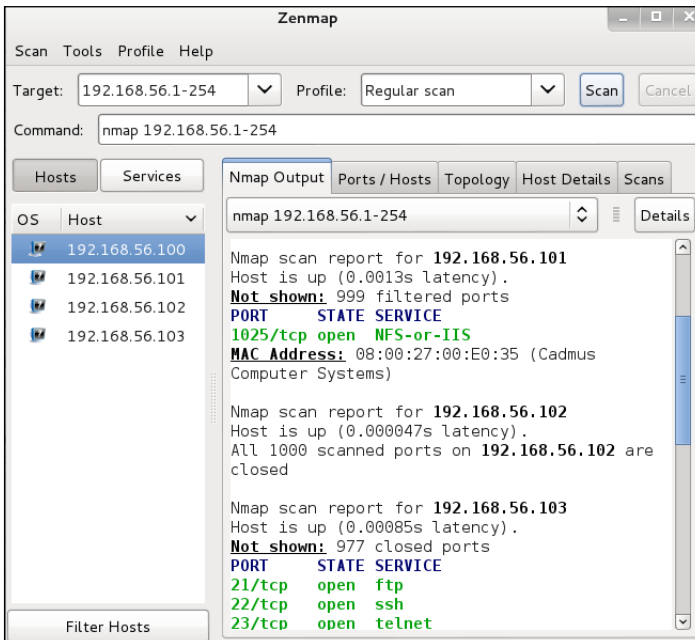 Zenmap
Scan Tools Profile Help
Target: 192.168.56.1-254 Profile: Regular scan Scan Cancel
Command: nmap 192.168.56.1-254
Hosts Services
OS Host
192.168.56.100
192.168.56.101
192.168.56.102
192.168.56.103
Filter Hosts
Nmap Output Ports / Hosts Topology Host Details Scans
nmap 192.168.56.1-254 Details
Nmap scan report for 192.168.56.101
Host is up (0.0013s latency).
Not shown: 999 filtered ports
PORT STATE SERVICE
1025/tcp open NFS-or-IIS
MAC Address: 08:00:27:00:E0:35 (Cadmus
Computer Systems)
Nmap scan report for 192.168.56.102
Host is up (0.000047s latency).
All 1000 scanned ports on 192.168.56.102 are
closed
Nmap scan report for 192.168.56.103
Host is up (0.00085s latency).
Not shown: 977 closed ports
PORT STATE SERVICE
21/tcp open ftp
22/tcp open ssh
23/tcp open telnet